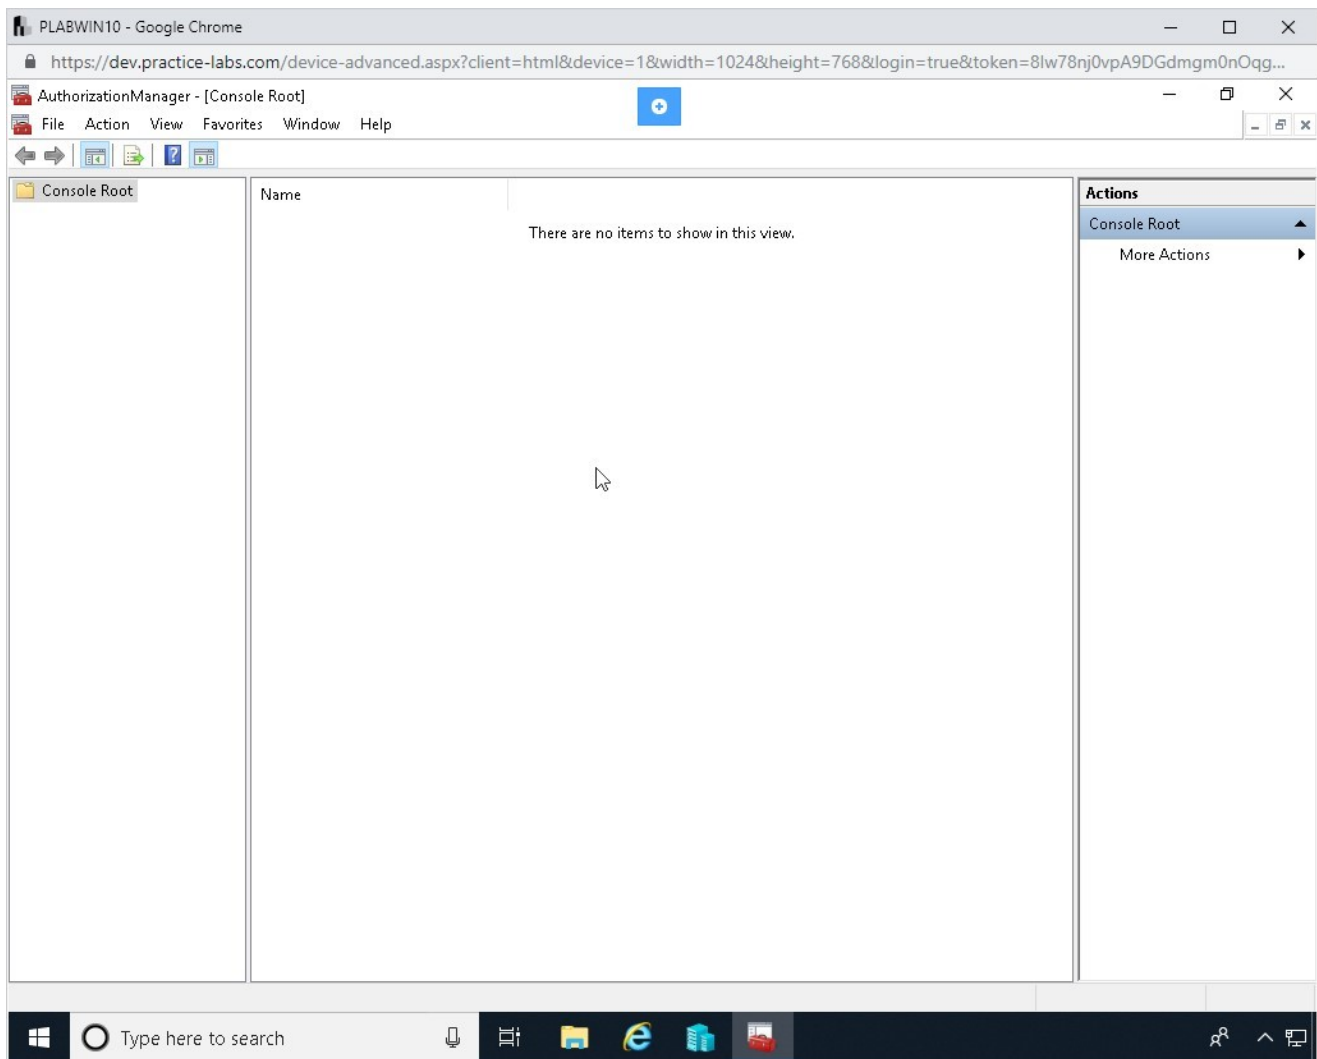 PLABWIN10 - Google Chrome
https://dev.practice-labs.com/device-advanced.aspx?client=html&device=1&width=1024&height=768&login=true&token=8lw78nj0vpA9DGdmgm0nOqg...
AuthorizationManager - [Console Root]
File Action View Favorites Window Help
Console Root
Name
There are no items to show in this view.
Actions
Console Root
More Actions
Type here to search